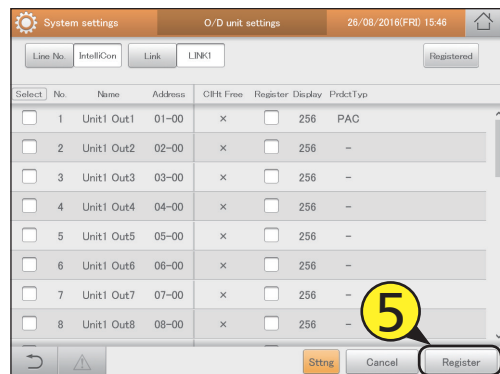 System settings O/D unit settings 26/08/2016(FRI) 15:46
Line No. IntelliCon Link LINK1 Registered
Select No. Name Address ClHt Free Register Display PrdctTyp
1 Unit1 Out1 01-00 × 256 PAC
2 Unit1 Out2 02-00 × 256 -
3 Unit1 Out3 03-00 × 256 -
4 Unit1 Out4 04-00 × 256 -
5 Unit1 Out5 05-00 × 256 -
6 Unit1 Out6 06-00 × 256 -
7 Unit1 Out7 07-00 × 256 -
8 Unit1 Out8 08-00 × 256 -
5
Sttng Cancel Register